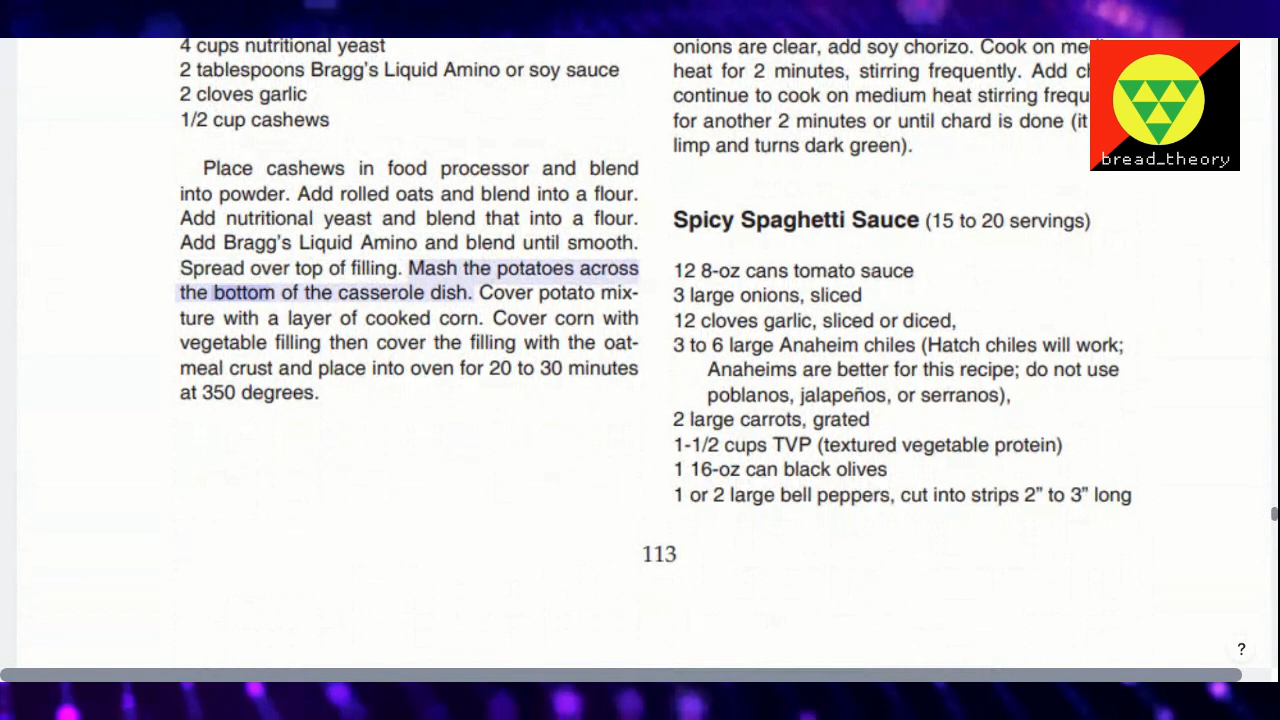 4 cups nutritional yeast
2 tablespoons Bragg's Liquid Amino or soy sauce
2 cloves garlic
1/2 cup cashews
Place cashews in food processor and blend
into powder. Add rolled oats and blend into a flour.
Add nutritional yeast and blend that into a flour.
Add Bragg's Liquid Amino and blend until smooth.
Spread over top of filling. Mash the potatoes across
the bottom of the casserole dish. Cover potato mix-
ture with a layer of cooked corn. Cover corn with
vegetable filling then cover the filling with the oat-
meal crust and place into oven for 20 to 30 minutes
at 350 degrees.
onions are clear, add soy chorizo. Cook on
heat for 2 minutes, stirring frequently. Add
continue to cook on medium heat stirring
for another 2 minutes or until chard is done (it
limp and turns dark green).
Spicy Spaghetti Sauce (15 to 20 servings)
12 8-oz cans tomato sauce
3 large onions, sliced
12 cloves garlic, sliced or diced,
3 to 6 large Anaheim chiles (Hatch chiles will work;
Anaheims are better for this recipe; do not use
poblanos, jalapeños, or serranos),
2 large carrots, grated
1-1/2 cups TVP (textured vegetable protein)
1 16-oz can black olives
1 or 2 large bell peppers, cut into strips 2” to 3” long
113
bread_theory
?